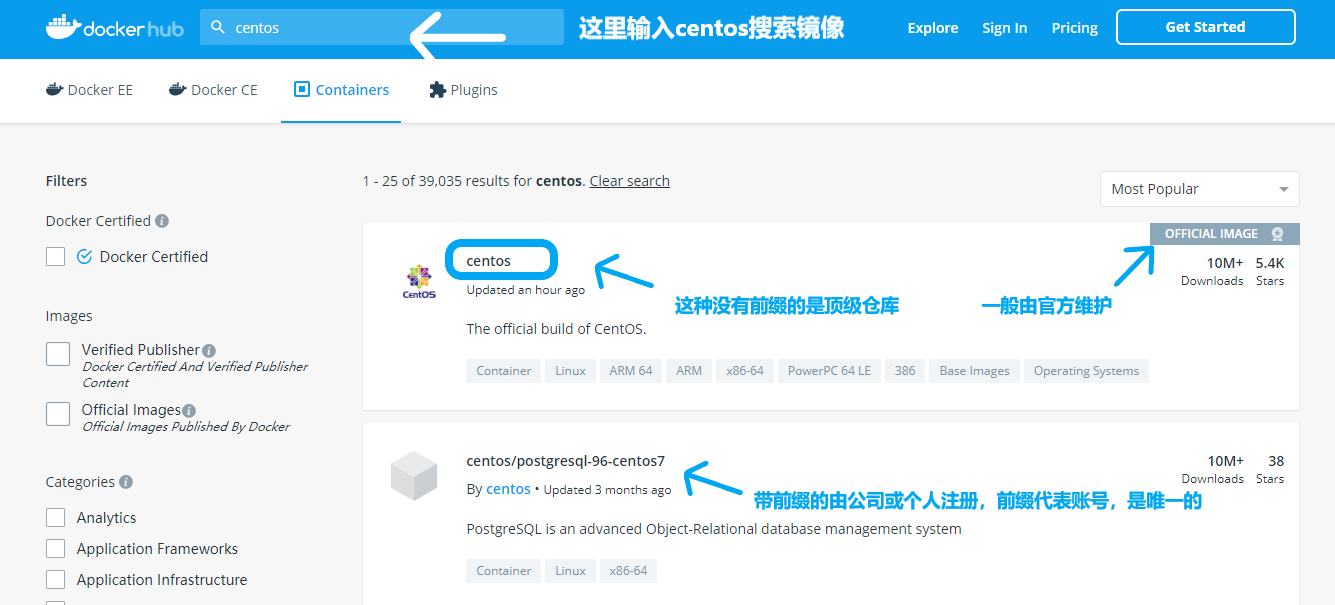 docker hub
centos
这里输入centos搜索镜像
Explore
Sign In
Pricing
Get Started
Docker EE
Docker CE
Containers
Plugins
Filters
1 - 25 of 39,035 results for centos. Clear search
Most Popular
Docker Certified
Docker Certified
Images
Verified Publisher
Docker Certified And Verified Publisher
Content
Official Images
Official Images Published By Docker
Categories
Analytics
Application Frameworks
Application Infrastructure
OFFICIAL IMAGE
CentOS
centos
Updated an hour ago
10M+
Downloads
5.4K
Stars
这种没有前缀的是顶级仓库
一般由官方维护
The official build of CentOS.
Container
Linux
ARM 64
ARM
x86-64
PowerPC 64 LE
386
Base Images
Operating Systems
centos/postgresql-96-centos7
By centos • Updated 3 months ago
10M+
Downloads
38
Stars
带前缀的由公司或个人注册，前缀代表账号，是唯一的
PostgreSQL is an advanced Object-Relational database management system
Container
Linux
x86-64